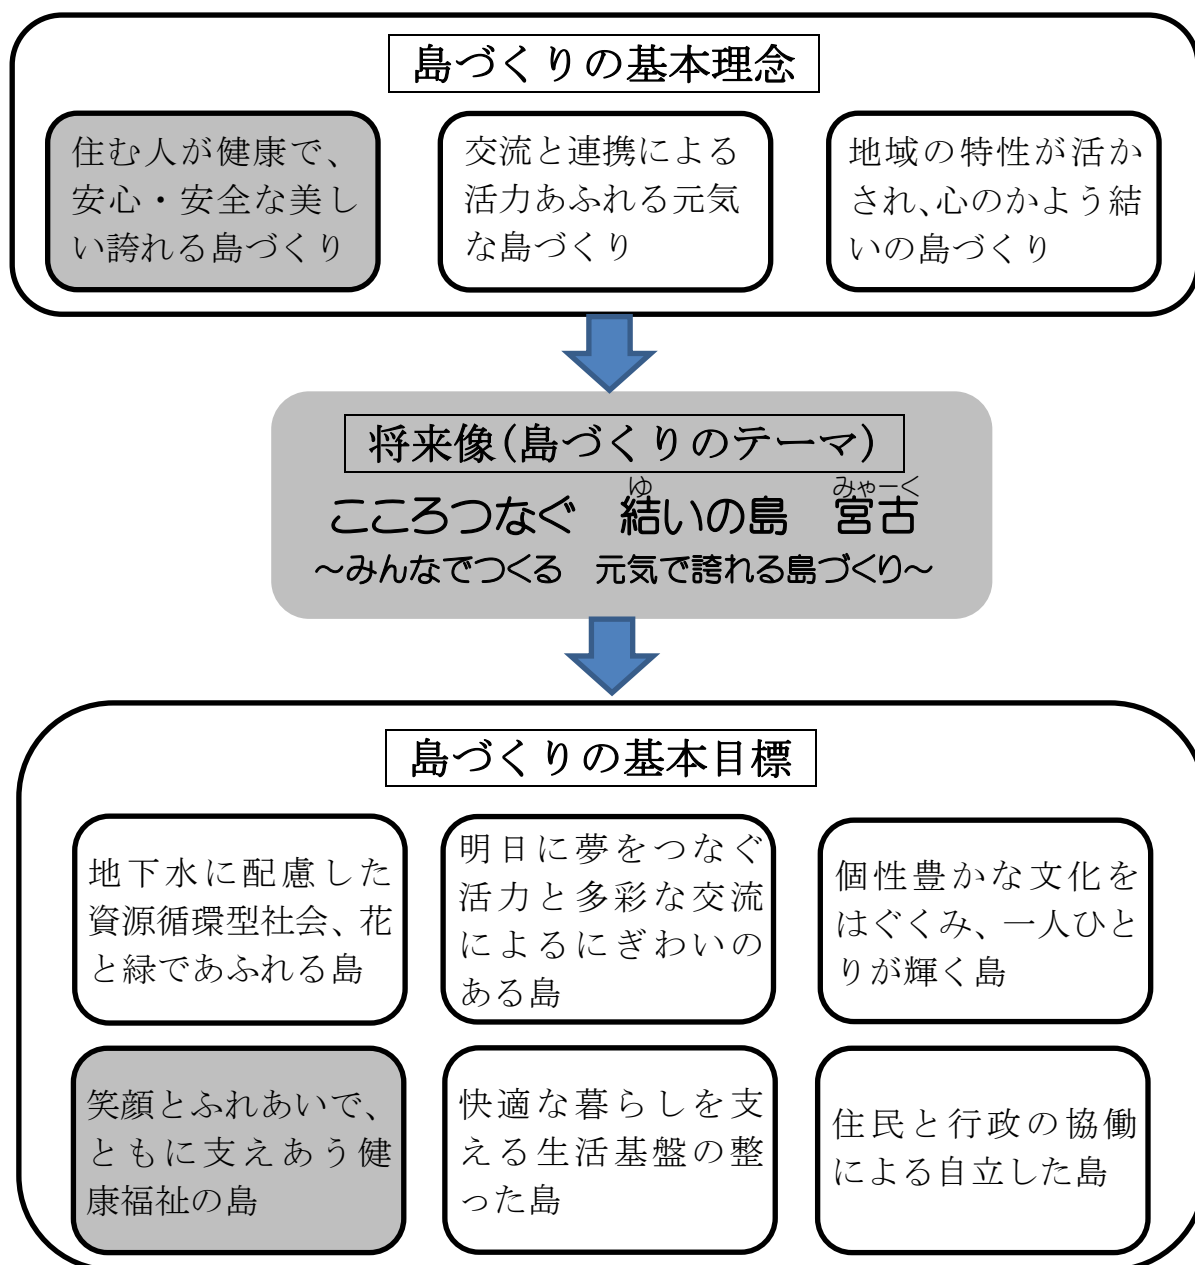 島づくりの基本理念
住む人が健康で、
安心・安全な美し
い誇れる島づくり
交流と連携による
活力あふれる元気
な島づくり
地域の特性が活か
され、心のかよう結
いの島づくり
将来像(島づくりのテーマ)
ゆ みゃーく
こころつなぐ 結いの島 宮古
～みんなでつくる 元気で誇れる島づくり～
島づくりの基本目標
地下水に配慮した
資源循環型社会、花
と緑であふれる島
明日に夢をつなぐ
活力と多彩な交流
によるにぎわいの
ある島
個性豊かな文化を
はぐくみ、一人ひと
りが輝く島
笑顔とふれあいで、
ともに支えあう健
康福祉の島
快適な暮らしを支
える生活基盤の整
った島
住民と行政の協働
による自立した島